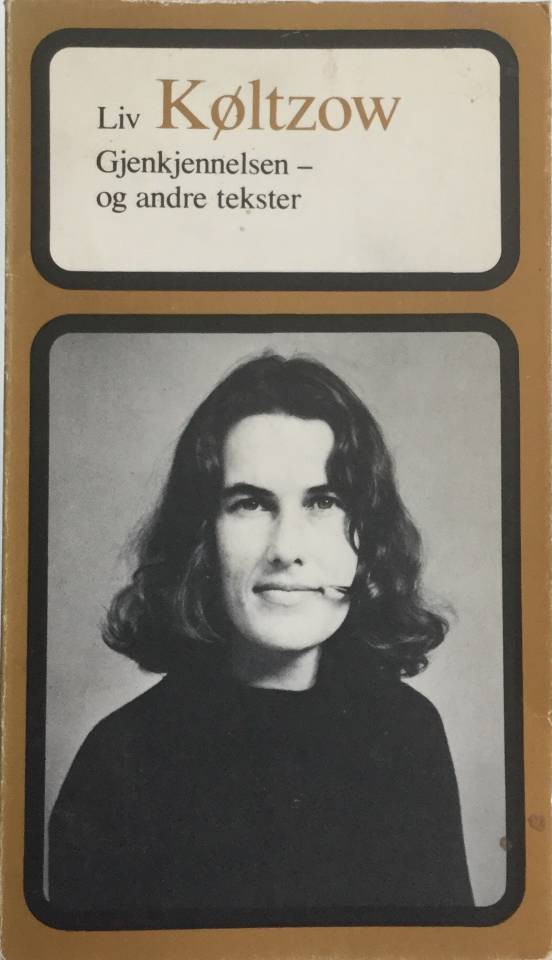 Liv Køltzow
Gjenkjennelsen –
og andre tekster